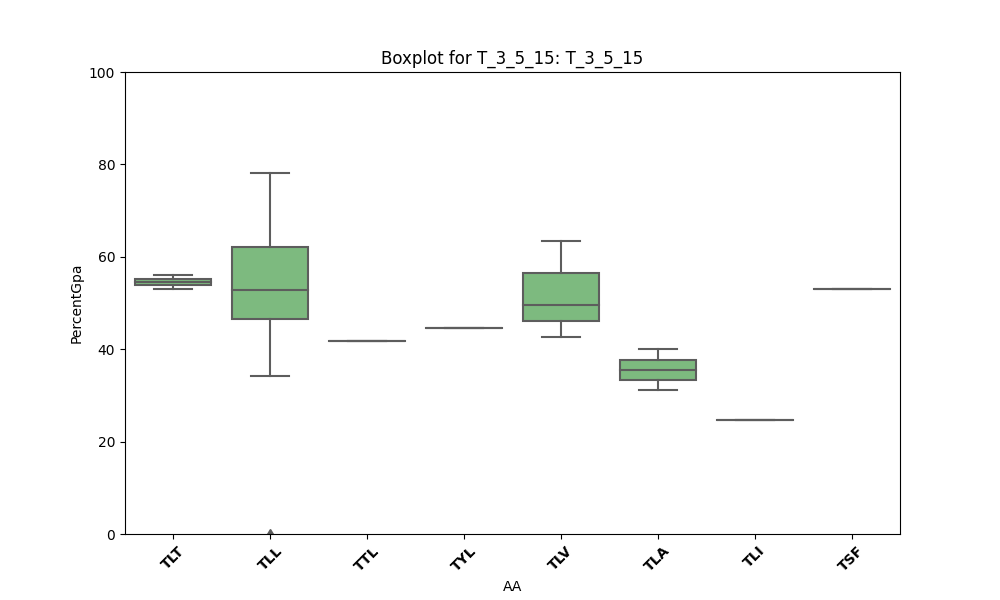 Boxplot for T_3_5_15: T_3_5_15
100
80
60
40
20
0
PercentGpa
TLT
TLL
TTL
TYL
TLV
TLA
TLI
TSF
AA